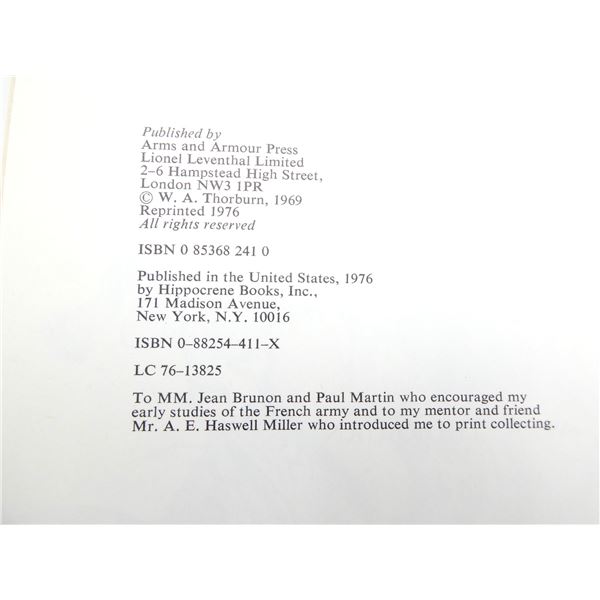 Published by
Arms and Armour Press
Lionel Leventhal Limited
2–6 Hampstead High Street,
London NW3 1PR
© W. A. Thorburn, 1969
Reprinted 1976
All rights reserved
ISBN 0 85368 241 0
Published in the United States, 1976
by Hippocrene Books, Inc.,
171 Madison Avenue,
New York, N.Y. 10016
ISBN 0–88254–411–X
LC 76–13825
To MM. Jean Brunon and Paul Martin who encouraged my
early studies of the French army and to my mentor and friend
Mr. A. E. Haswell Miller who introduced me to print collecting.